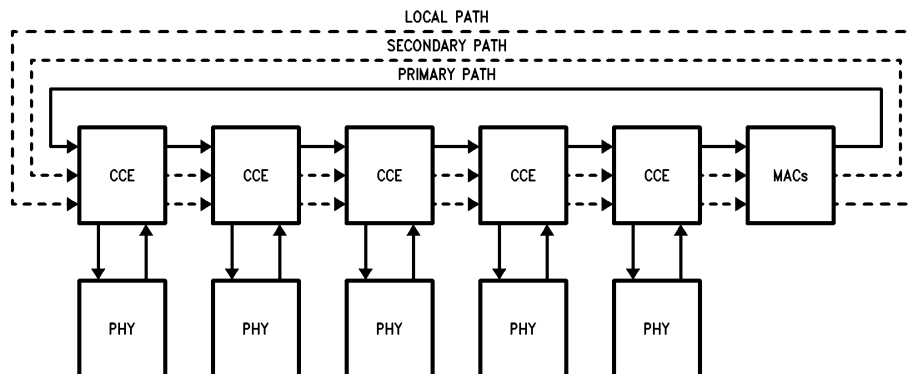 LOCAL PATH
SECONDARY PATH
PRIMARY PATH
CCE CCE CCE CCE CCE MACs
PHY PHY PHY PHY PHY